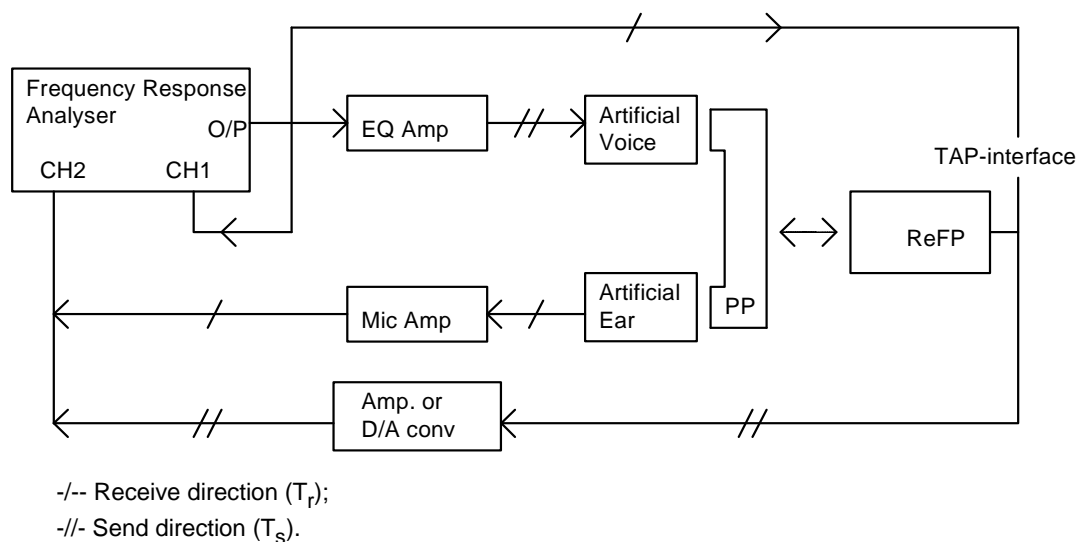 Frequency Response
Analyser
O/P
CH2
CH1
EQ Amp
Artificial
Voice
TAP-interface
ReFP
PP
Mic Amp
Artificial
Ear
Amp. or
D/A conv
-/-- Receive direction (Tr);
-//- Send direction (Ts).